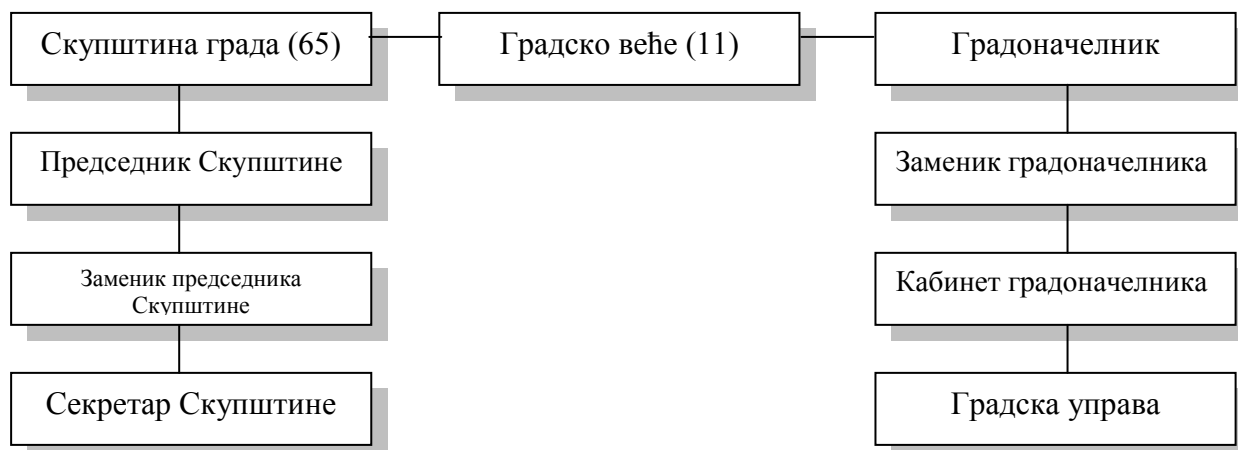 Скупштина града (65)
Градско веће (11)
Градоначелник
Председник Скупштине
Заменик градоначелника
Заменик председника
Скупштине
Кабинет градоначелника
Секретар Скупштине
Градска управа